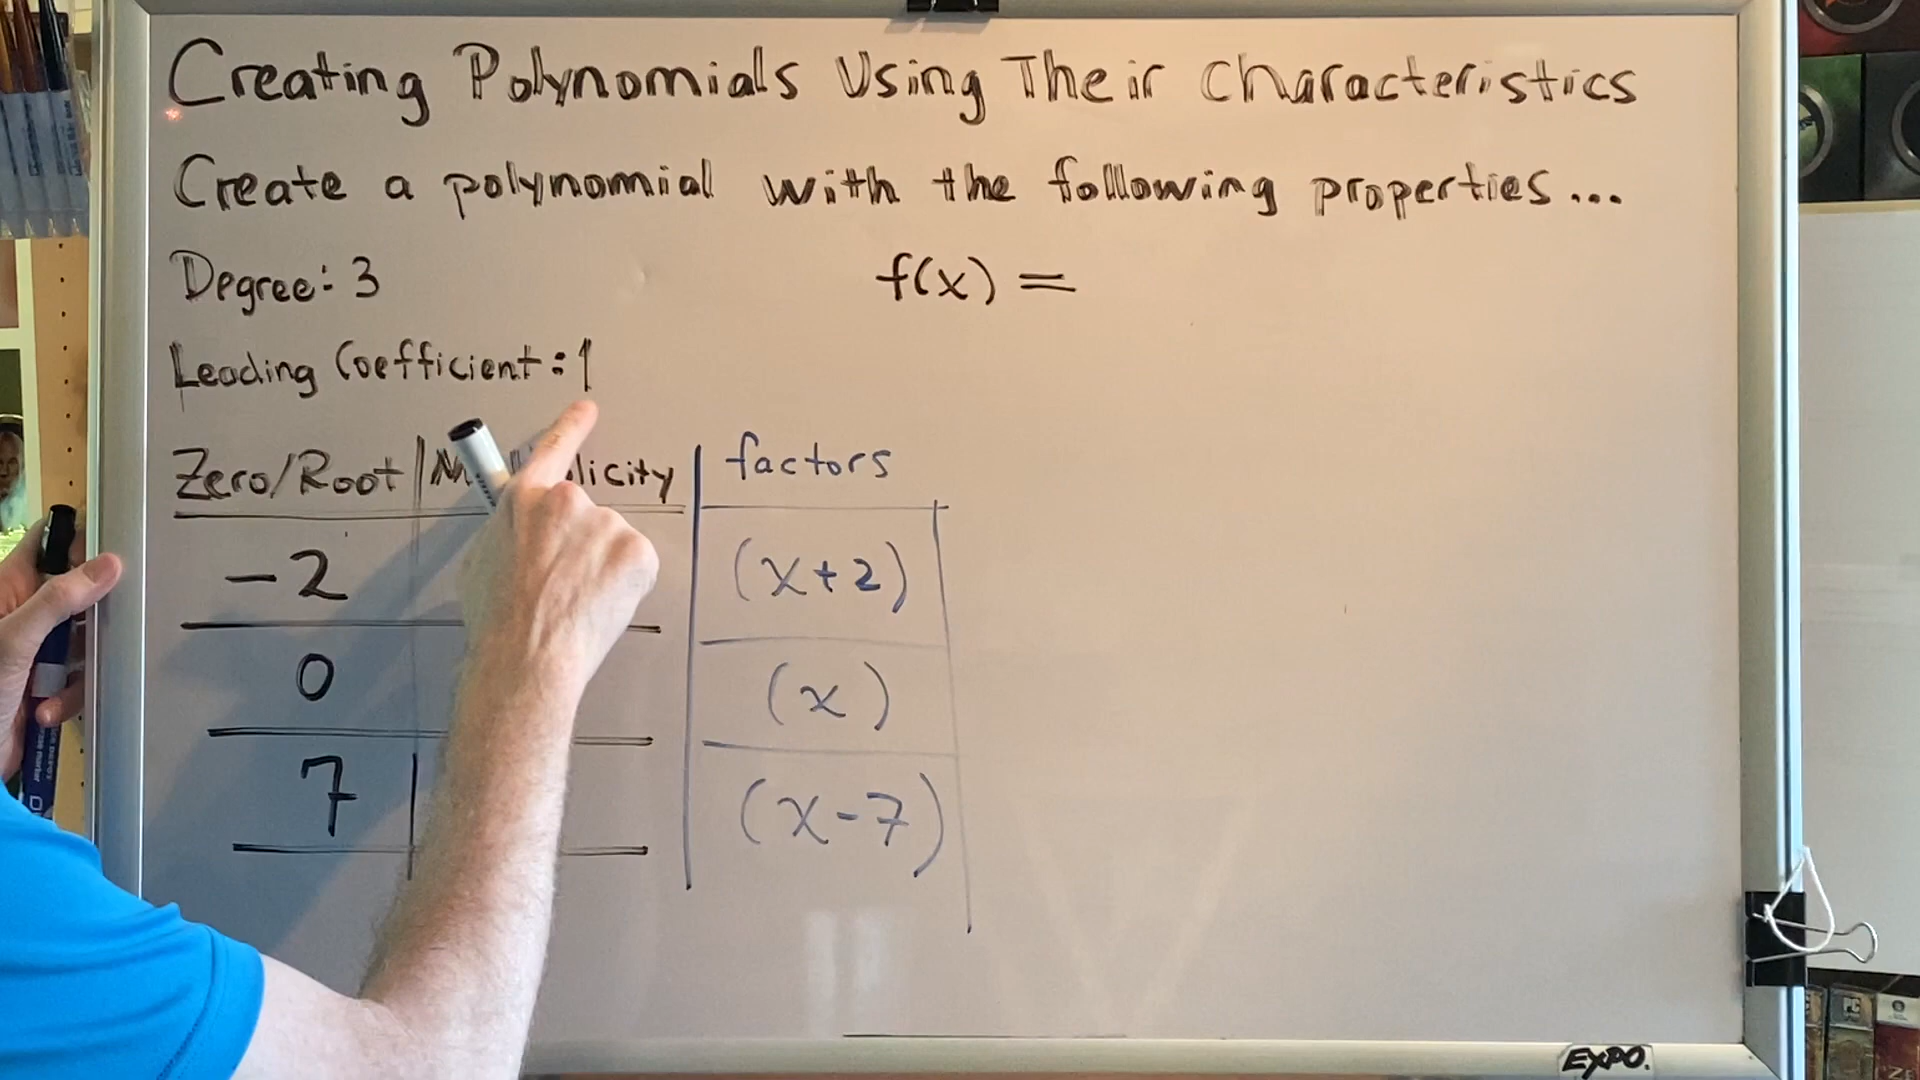 Creating Polynomials Using Their Characteristics
Create a polynomial with the following properties...
Degree: 3
f(x) =
Leading Coefficient: 1
Zero/Root factors
-2 (x+2)
0 (x)
7 (x-7)
EXPO.
PC